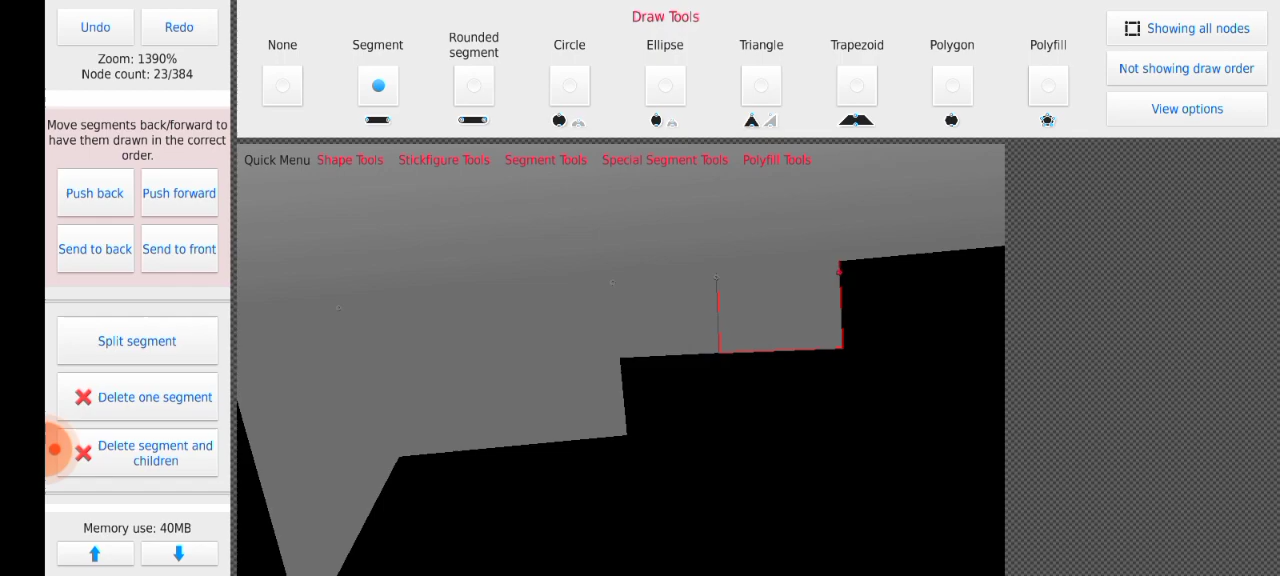 Undo
Redo
Zoom: 1390%
Node count: 23/384
Move segments back/forward to
have them drawn in the correct
order.
Push back
Push forward
Send to back
Send to front
Split segment
Delete one segment
Delete segment and
children
Memory use: 40MB
Draw Tools
None
Segment
Rounded
segment
Circle
Ellipse
Triangle
Trapezoid
Polygon
Polyfill
Showing all nodes
Not showing draw order
View options
Quick Menu
Shape Tools
Stickfigure Tools
Segment Tools
Special Segment Tools
Polyfill Tools